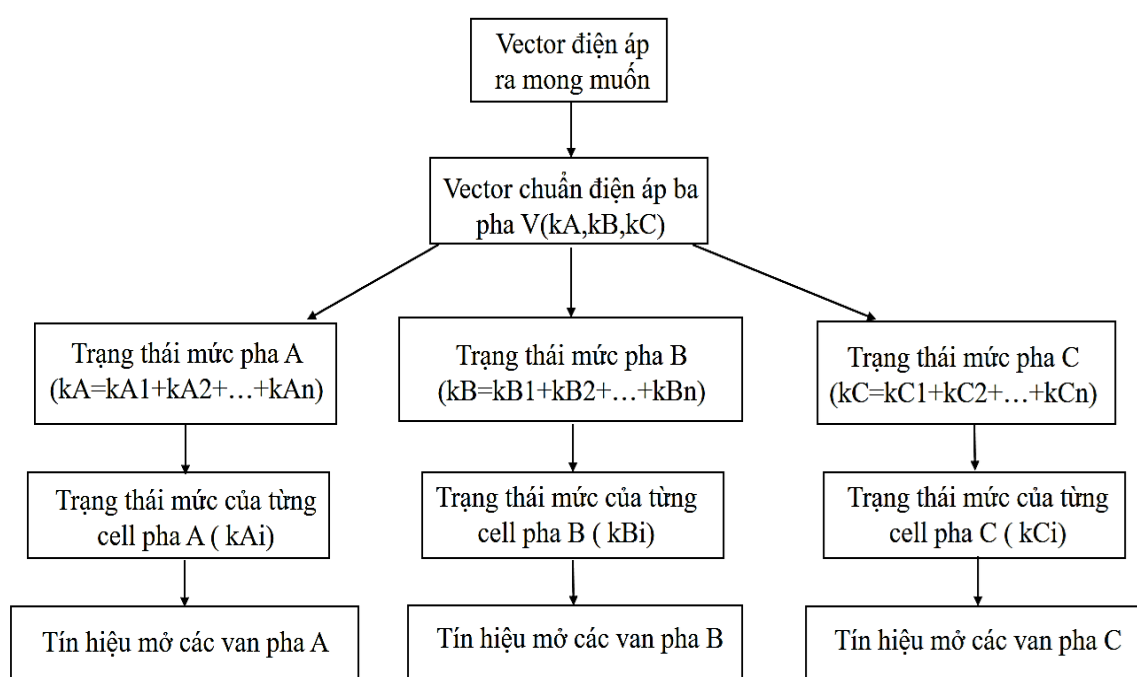 Vector điện áp
ra mong muốn
Vector chuẩn điện áp ba
pha V(kA,kB,kC)
Trạng thái mức pha A
(kA=kA1+kA2+…+kAn)
Trạng thái mức pha B
(kB=kB1+kB2+…+kBn)
Trạng thái mức pha C
(kC=kC1+kC2+…+kCn)
Trạng thái mức của từng
cell pha A ( kAi)
Trạng thái mức của từng
cell pha B ( kBi)
Trạng thái mức của từng
cell pha C ( kCi)
Tín hiệu mở các van pha A
Tín hiệu mở các van pha B
Tín hiệu mở các van pha C